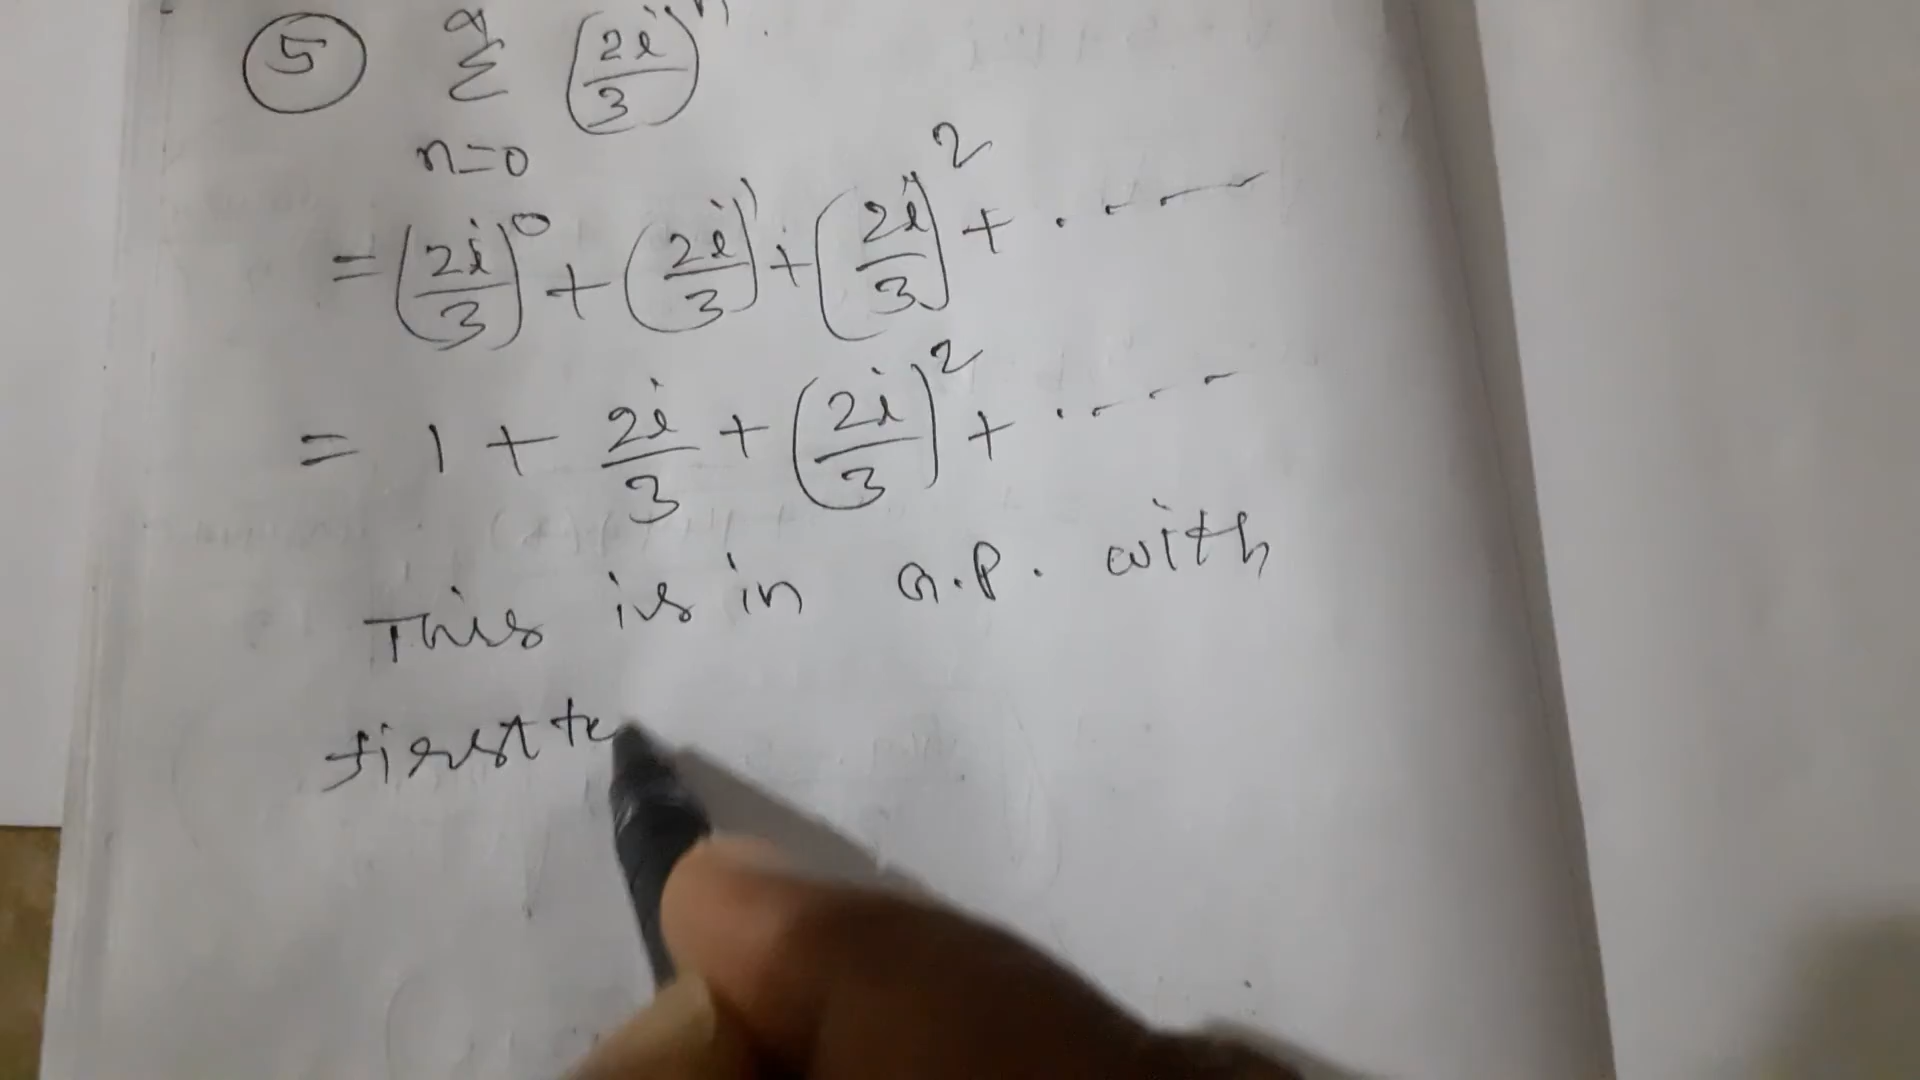 5 ∞ Σ n=0 (2i/3)^n
= (2i/3)^0 + (2i/3)^1 + (2i/3)^2 + ....
= 1 + 2i/3 + (2i/3)^2 + ....
This is in G.P. with
first te